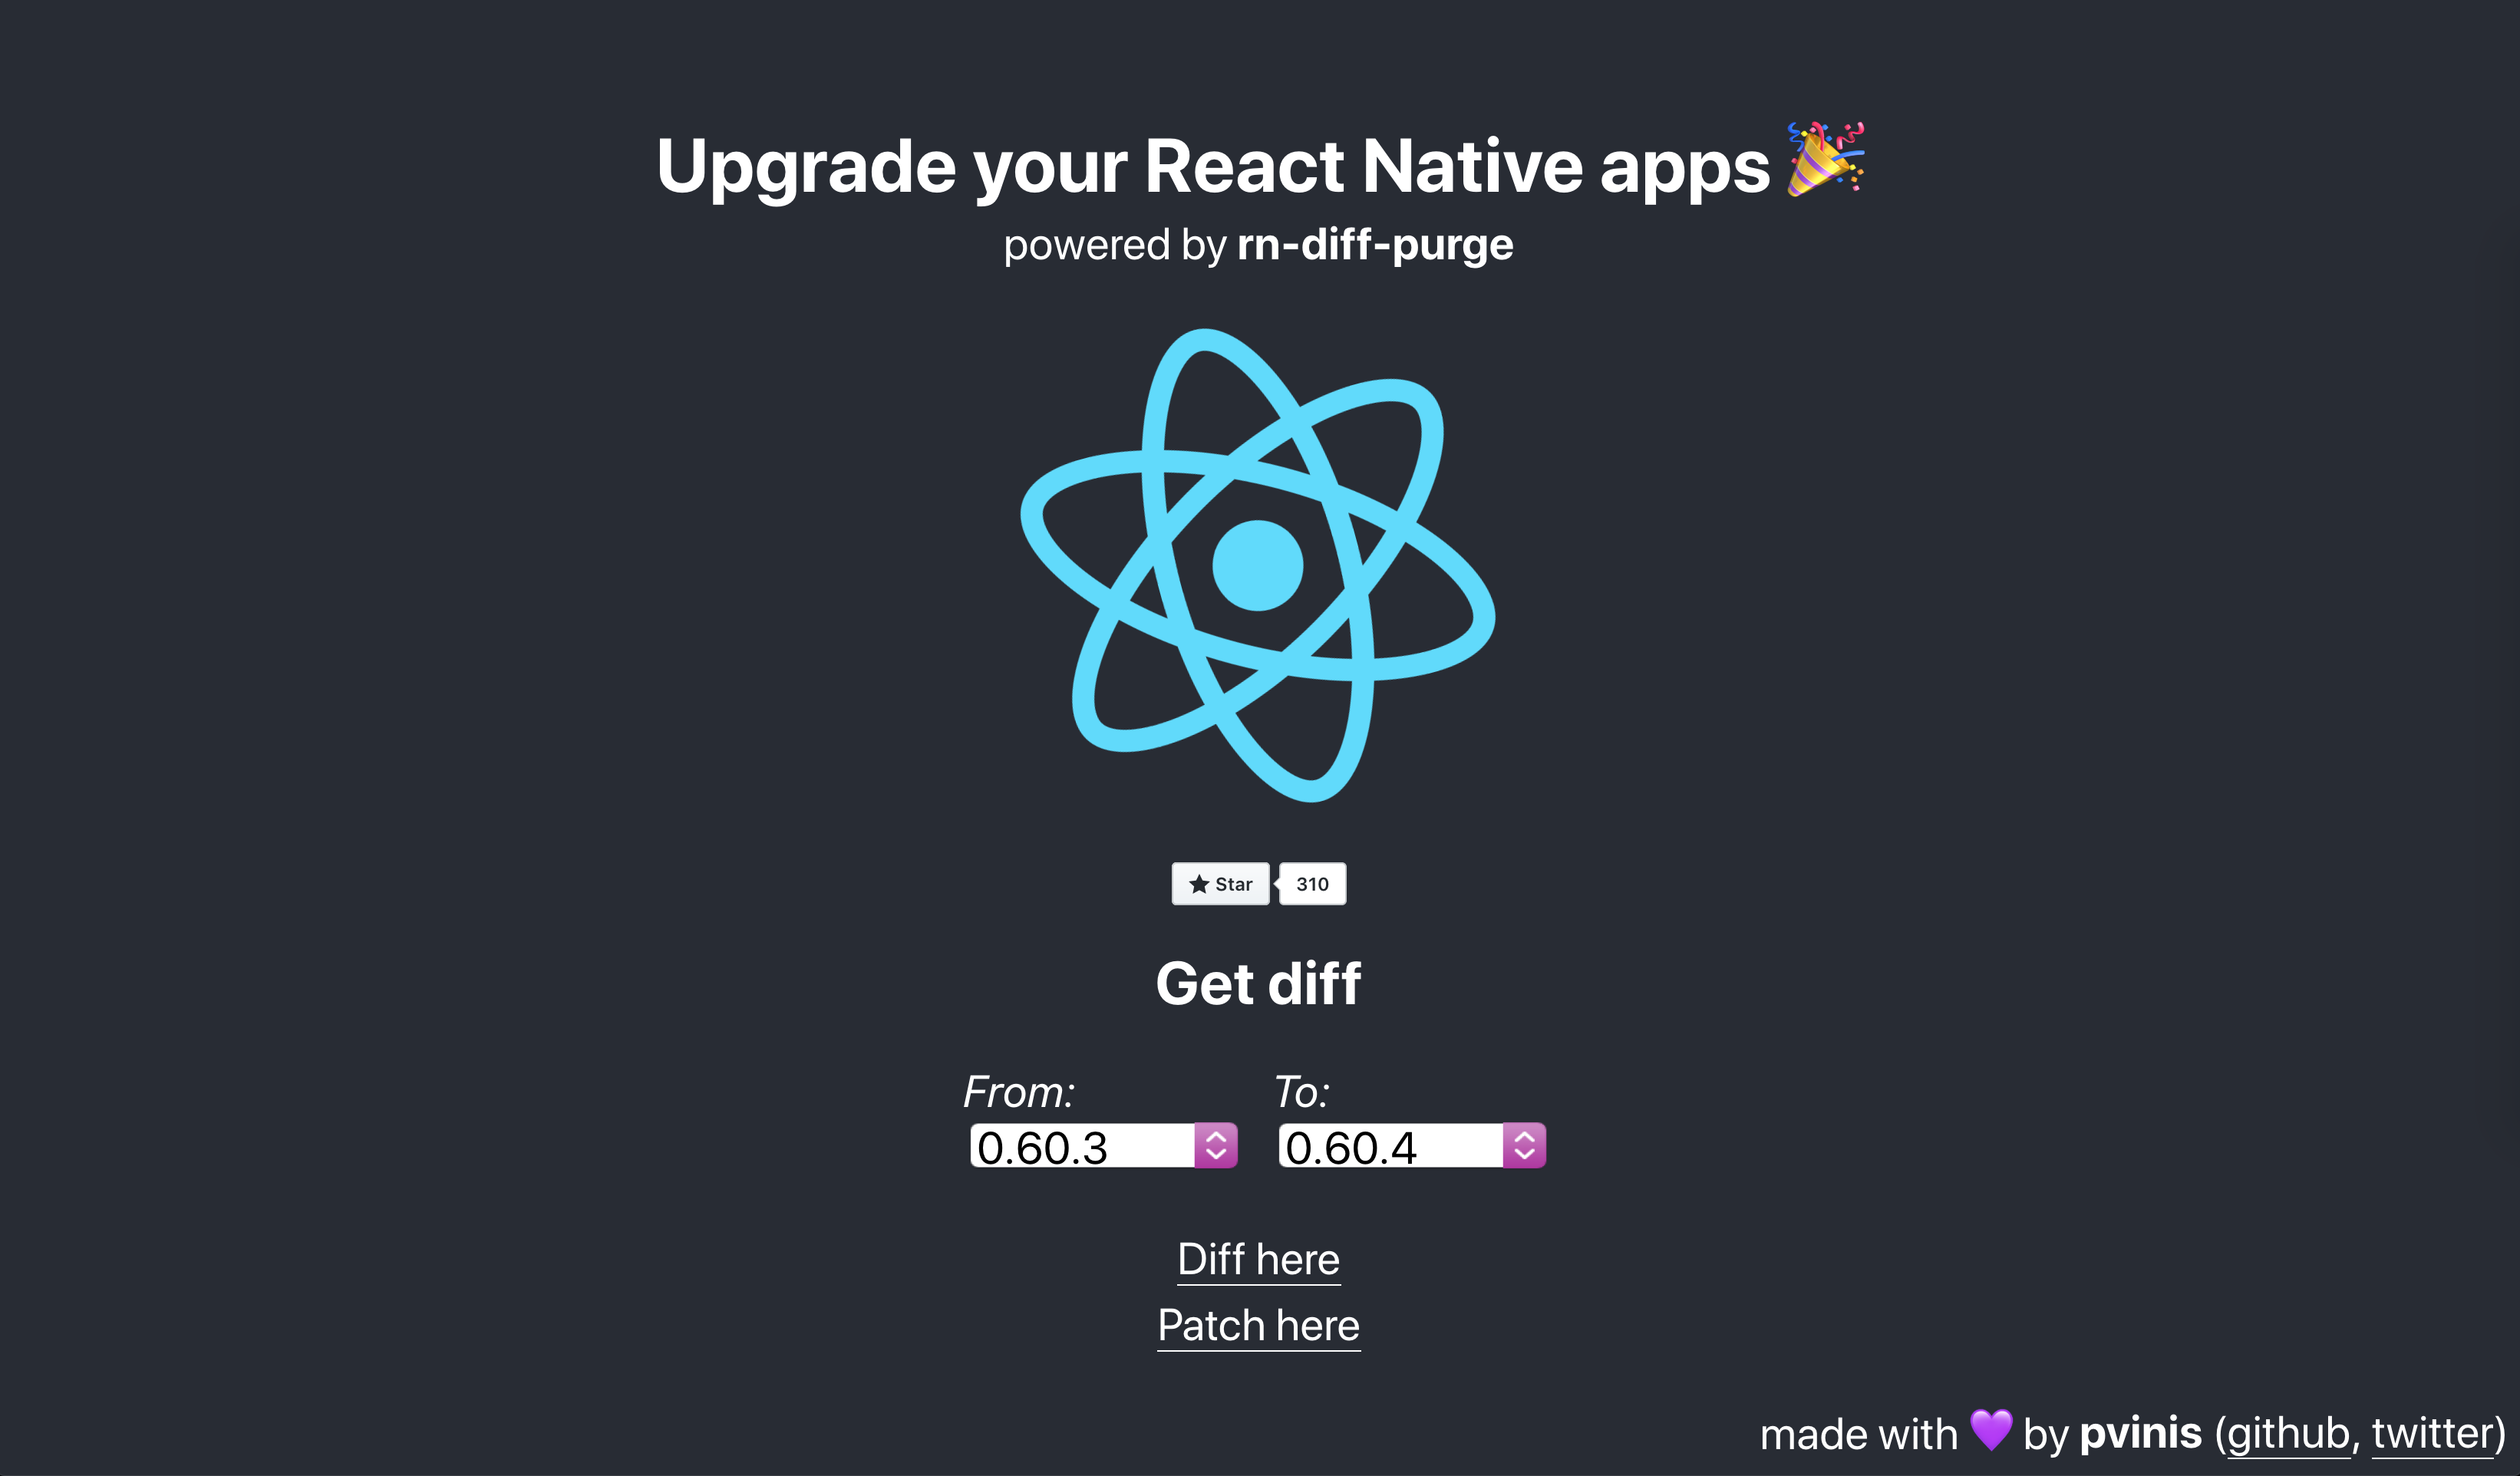 Upgrade your React Native apps 🎉
powered by rn-diff-purge
Star 310
Get diff
From: To:
0.60.3 0.60.4
Diff here
Patch here
made with 💜 by pvinis (github, twitter)